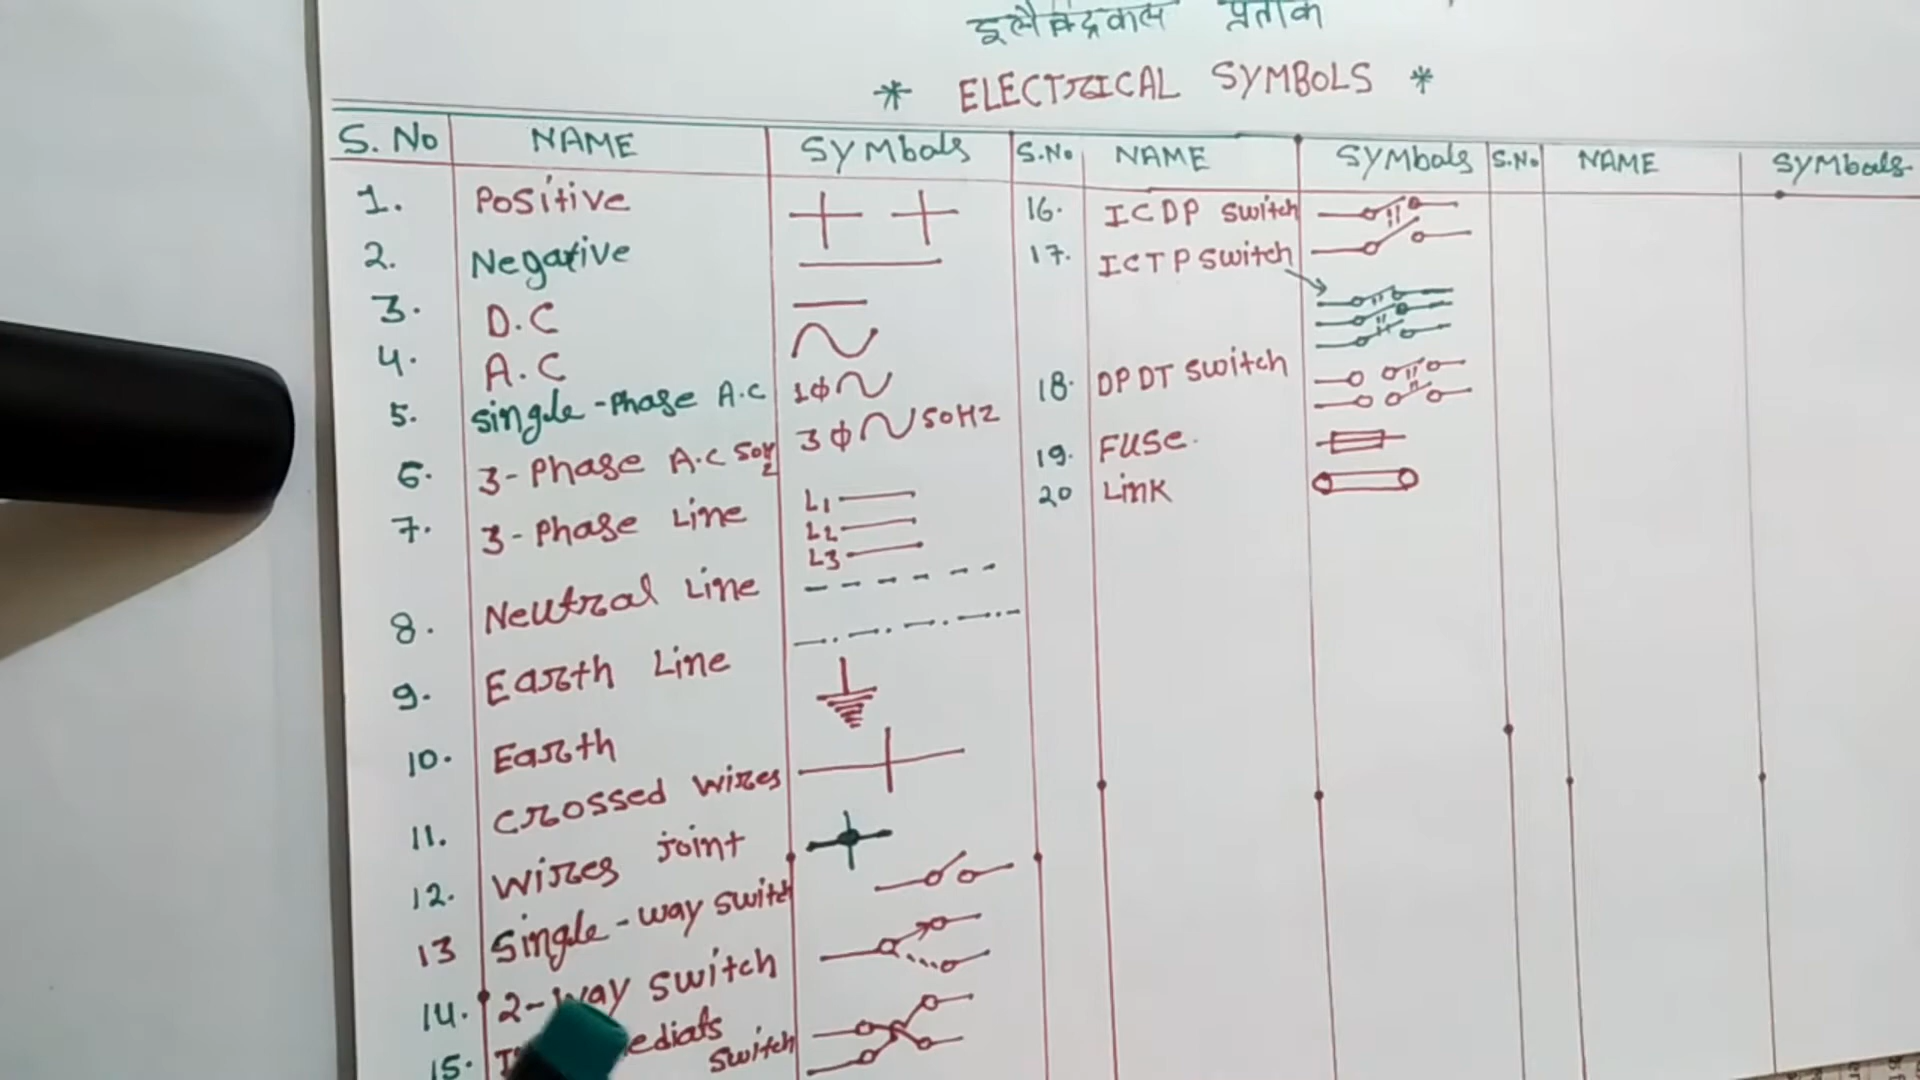 इलैक्ट्रिकल प्रतीक
* ELECTRICAL SYMBOLS *
S. No NAME SYMbols S.No NAME SYMbols S.No NAME SYMbols
1. Positive
2. Negative
3. D.C
4. A.C
5. Single-Phase A.C 1ϕ
6. 3-Phase A.C 50HZ 3ϕ 50HZ
7. 3-Phase Line L1
L2
L3
8. Neutral Line
9. Earth Line
10. Earth
11. Crossed wires
12. Wires joint
13 Single-way switch
14. 2-way switch
15. switch
16. ICDP switch
17. ICTP switch
18. DPDT switch
19. FUSe.
20 Link